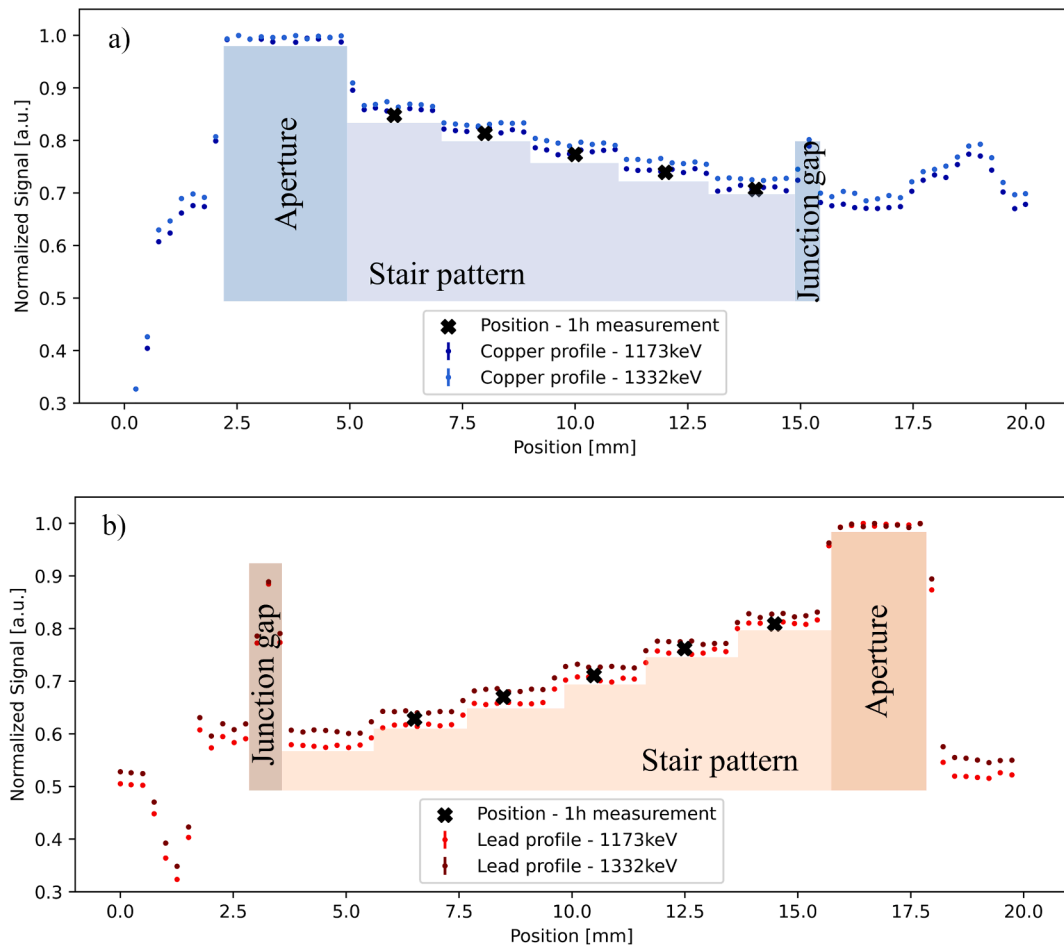 a)
1.0
0.9
0.8
0.7
0.6
0.5
0.4
0.3
Normalized Signal [a.u.]
Aperture
Stair pattern
Junction gap
Position - 1h measurement
Copper profile - 1173keV
Copper profile - 1332keV
0.0 2.5 5.0 7.5 10.0 12.5 15.0 17.5 20.0
Position [mm]
b)
1.0
0.9
0.8
0.7
0.6
0.5
0.4
0.3
Normalized Signal [a.u.]
Junction gap
Stair pattern
Aperture
Position - 1h measurement
Lead profile - 1173keV
Lead profile - 1332keV
0.0 2.5 5.0 7.5 10.0 12.5 15.0 17.5 20.0
Position [mm]